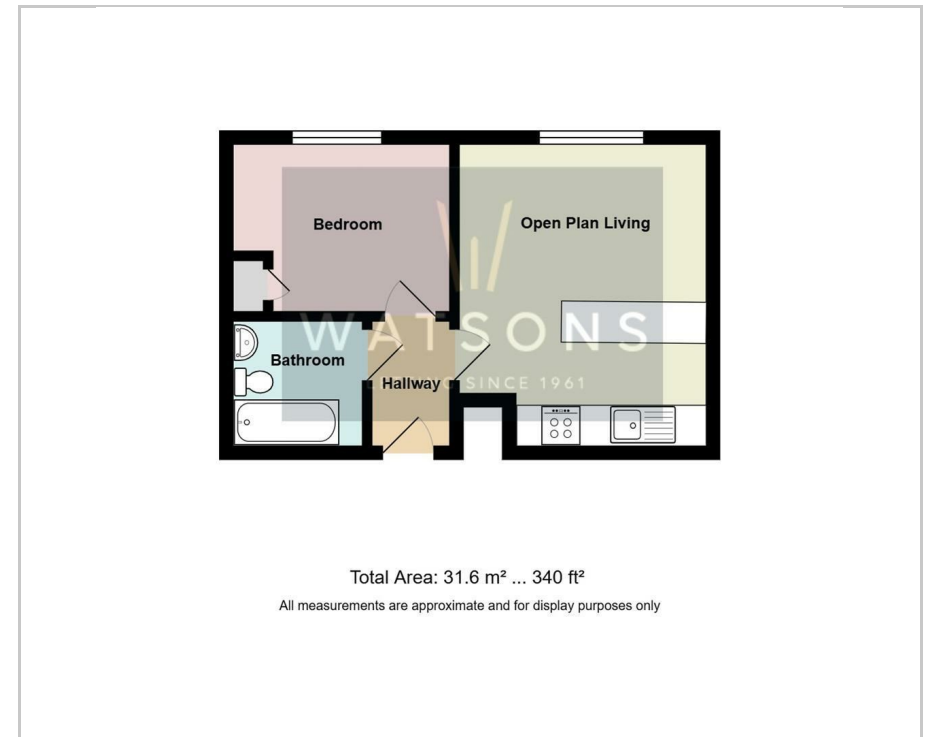 Bedroom
Open Plan Living
WATSONS
Bathroom
Hallway
SINCE 1961
Total Area: 31.6 m² ... 340 ft²
All measurements are approximate and for display purposes only